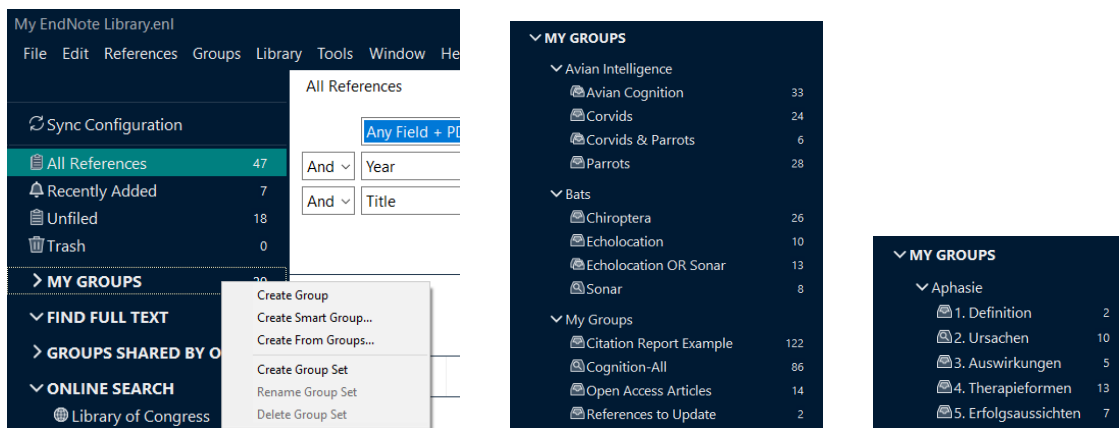 My EndNote Library.enl
File Edit References Groups Library Tools Window He
All References
Sync Configuration
Any Field + PD
All References 47
And Year
Recently Added 7
And Title
Unfiled 18
Trash 0
MY GROUPS
Create Group
FIND FULL TEXT
Create Smart Group...
Create From Groups...
GROUPS SHARED BY O
Create Group Set
ONLINE SEARCH
Rename Group Set
Library of Congress
Delete Group Set
MY GROUPS
Avian Intelligence
Avian Cognition 33
Corvids 24
Corvids & Parrots 6
Parrots 28
Bats
Chiroptera 26
Echolocation 10
Echolocation OR Sonar 13
Sonar 8
My Groups
Citation Report Example 122
Cognition-All 86
Open Access Articles 14
References to Update 2
MY GROUPS
Aphasie
1. Definition 2
2. Ursachen 10
3. Auswirkungen 5
4. Therapieformen 13
5. Erfolgsaussichten 7